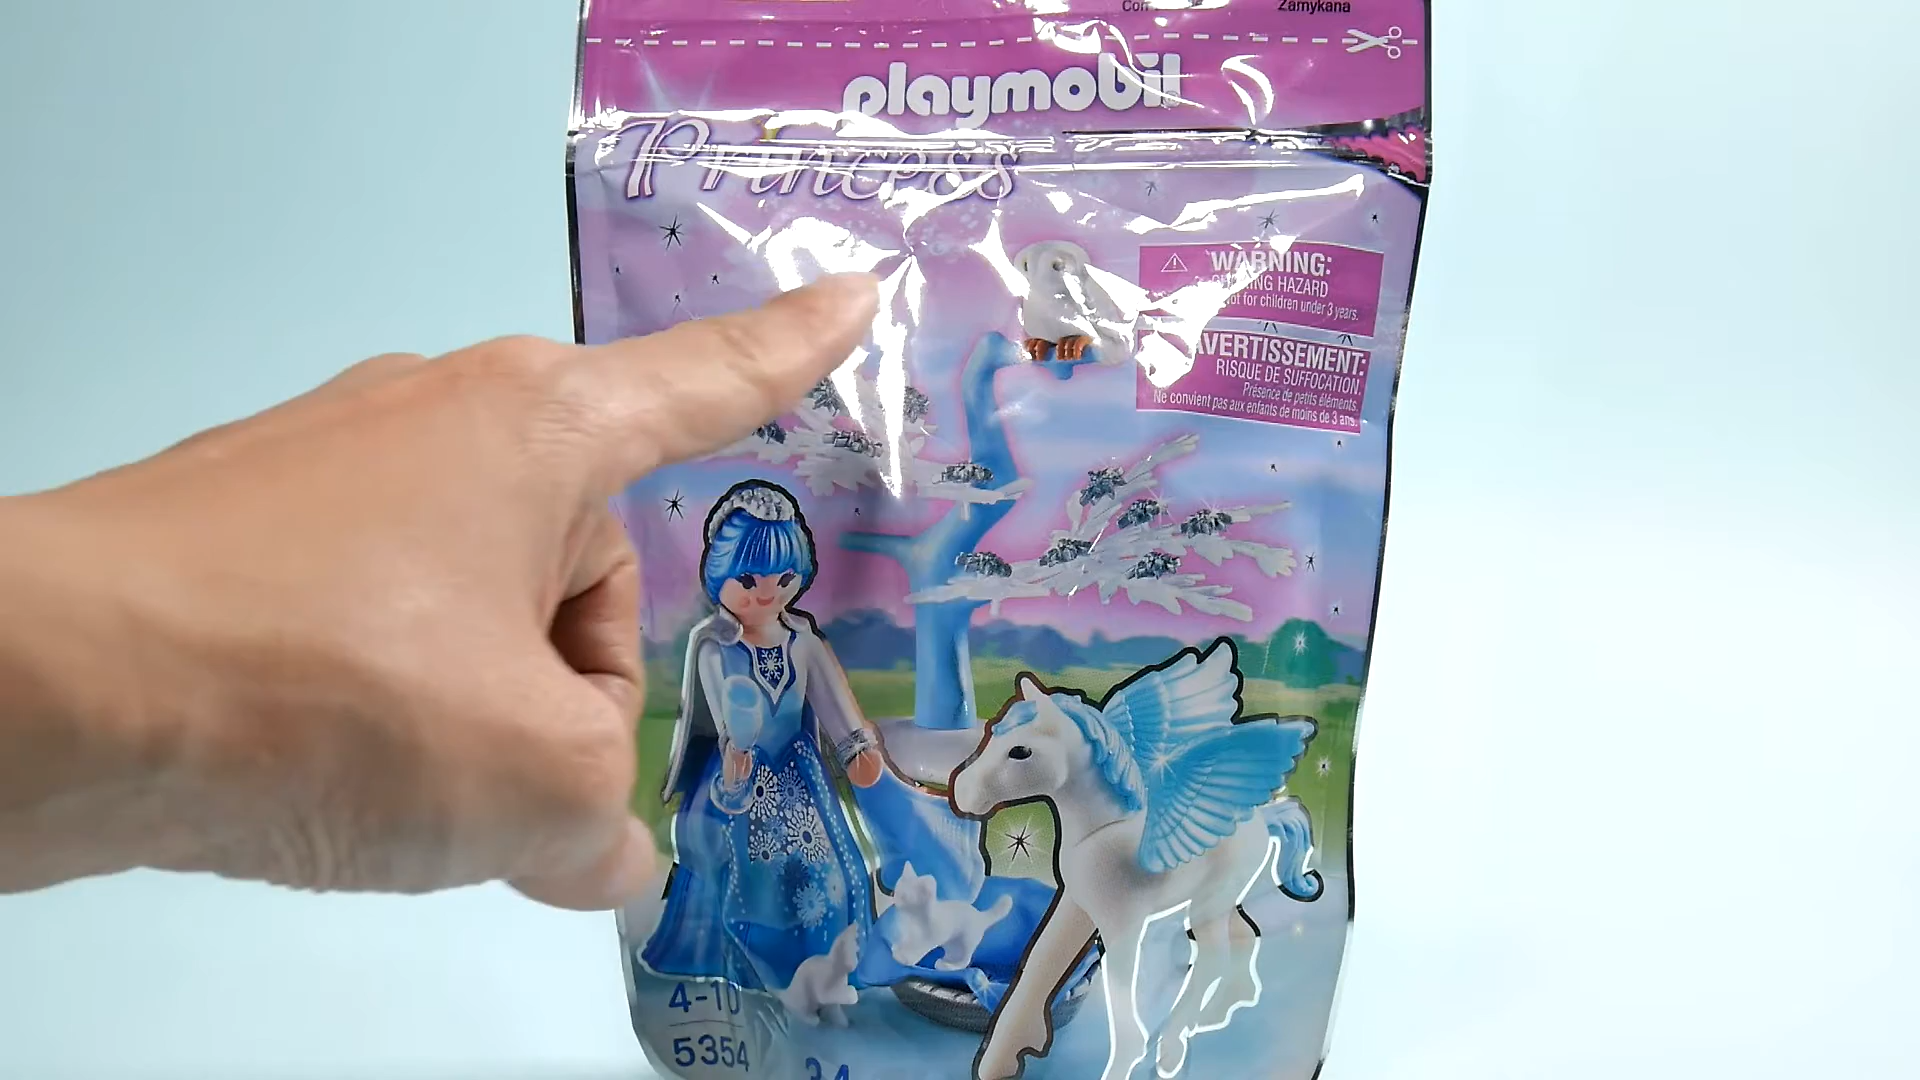 Zamykana
playmobil
Princess
WARNING:
HAZARD
not for children under 3 years.
AVERTISSEMENT:
RISQUE DE SUFFOCATION.
Présence de petits éléments.
Ne convient pas aux enfants de moins de 3 ans.
4-10
5354